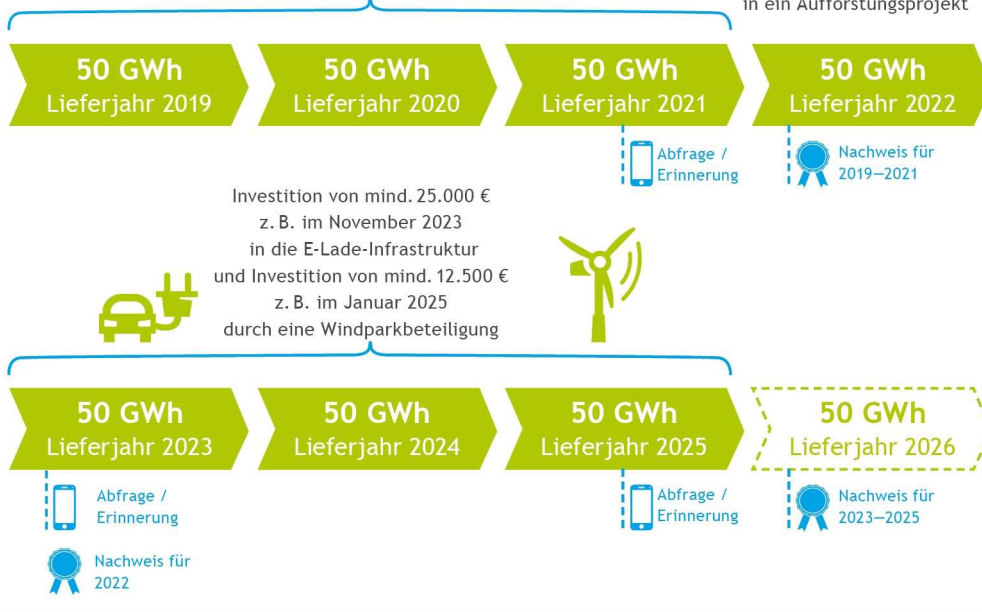 in ein Aufforstungsprojekt
50 GWh
Lieferjahr 2019
50 GWh
Lieferjahr 2020
50 GWh
Lieferjahr 2021
50 GWh
Lieferjahr 2022
Abfrage /
Erinnerung
Nachweis für
2019—2021
Investition von mind. 25.000 €
z. B. im November 2023
in die E-Lade-Infrastruktur
und Investition von mind. 12.500 €
z. B. im Januar 2025
durch eine Windparkbeteiligung
50 GWh
Lieferjahr 2023
50 GWh
Lieferjahr 2024
50 GWh
Lieferjahr 2025
50 GWh
Lieferjahr 2026
Abfrage /
Erinnerung
Nachweis für
2022
Abfrage /
Erinnerung
Nachweis für
2023—2025